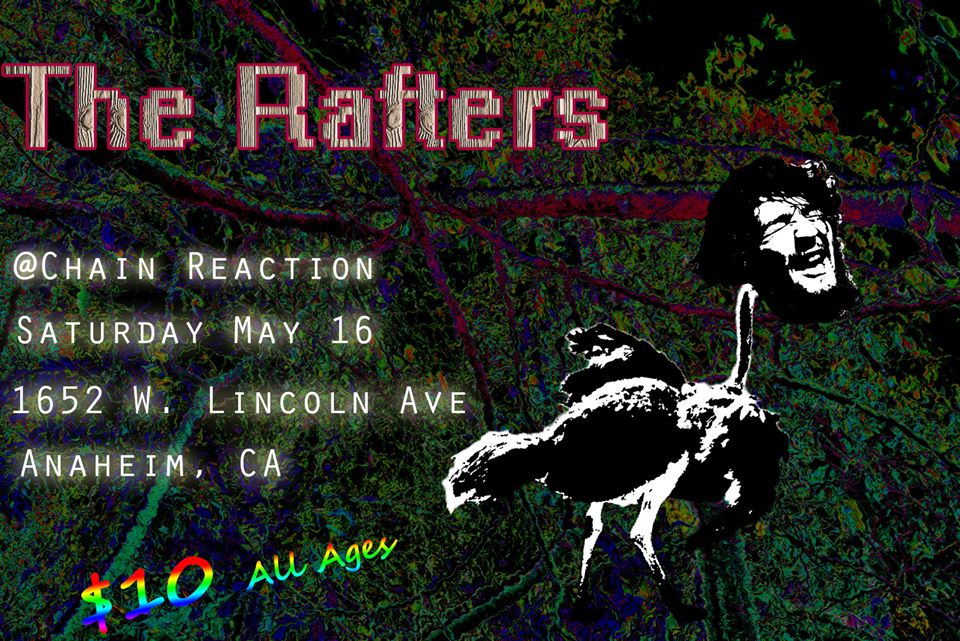 The Rafters
@Chain Reaction
Saturday May 16
1652 W. Lincoln Ave
Anaheim, CA
$10 All Ages